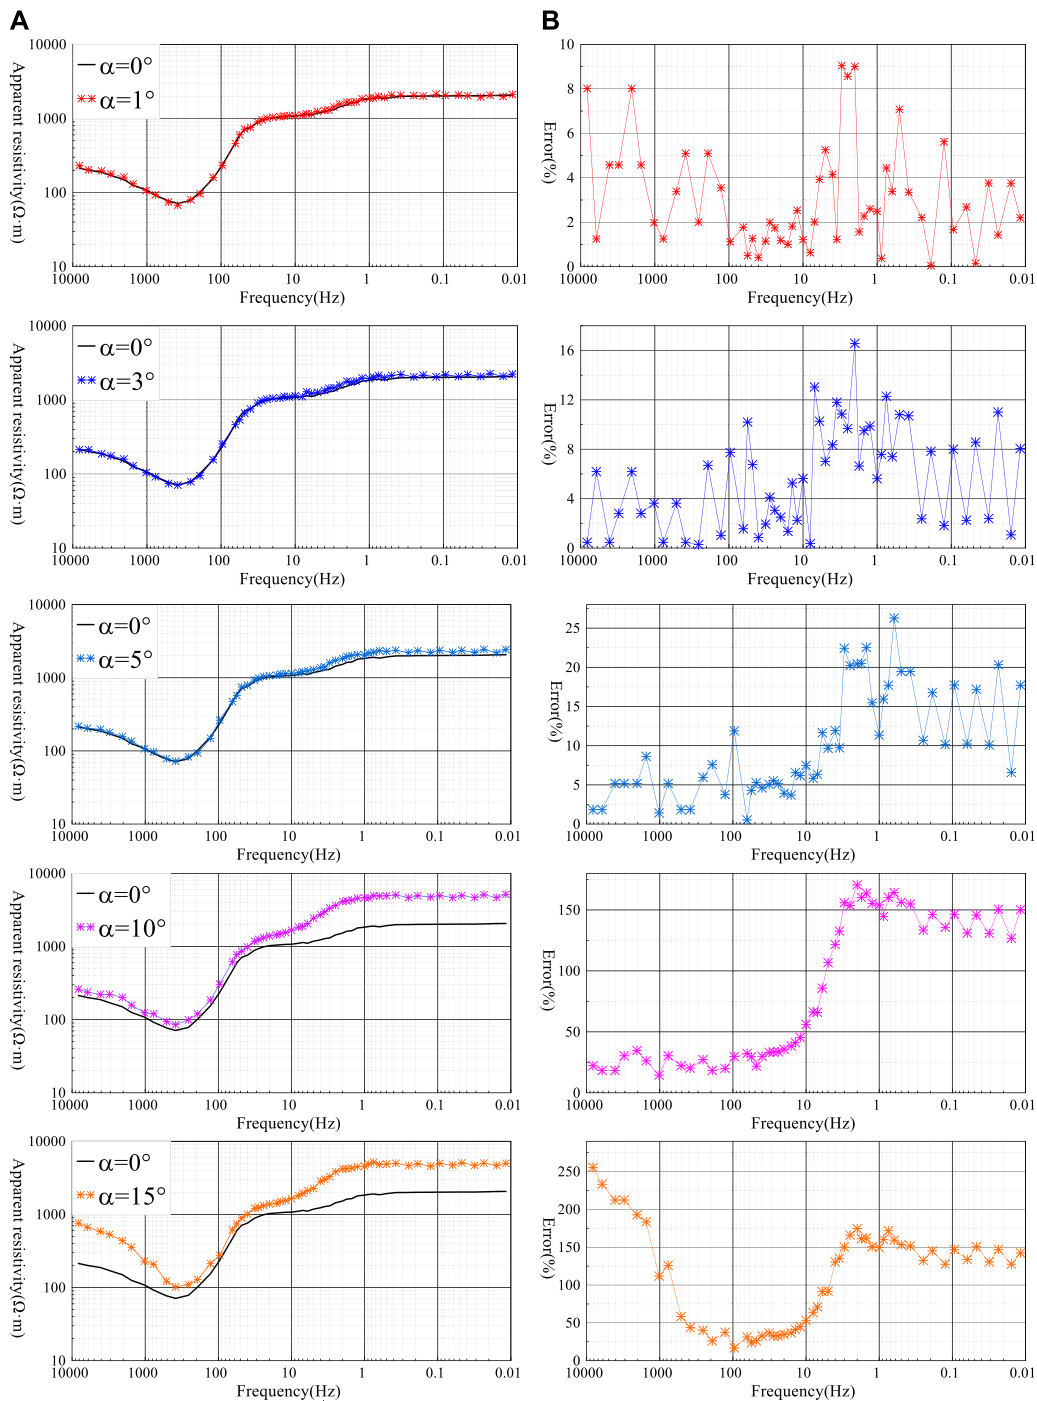 A
B
10000
1000
100
10
Apparent resistivity(Ω·m)
α=0°
α=1°
10000 1000 100 10 1 0.1 0.01
Frequency(Hz)
10
8
6
4
2
0
Error(%)
10000 1000 100 10 1 0.1 0.01
Frequency(Hz)
10000
1000
100
10
Apparent resistivity(Ω·m)
α=0°
α=3°
10000 1000 100 10 1 0.1 0.01
Frequency(Hz)
16
12
8
4
0
Error(%)
10000 1000 100 10 1 0.1 0.01
Frequency(Hz)
10000
1000
100
10
Apparent resistivity(Ω·m)
α=0°
α=5°
10000 1000 100 10 1 0.1 0.01
Frequency(Hz)
25
20
15
10
5
0
Error(%)
10000 1000 100 10 1 0.1 0.01
Frequency(Hz)
10000
1000
100
10
Apparent resistivity(Ω·m)
α=0°
α=10°
10000 1000 100 10 1 0.1 0.01
Frequency(Hz)
150
100
50
0
Error(%)
10000 1000 100 10 1 0.1 0.01
Frequency(Hz)
10000
1000
100
10
Apparent resistivity(Ω·m)
α=0°
α=15°
10000 1000 100 10 1 0.1 0.01
Frequency(Hz)
250
200
150
100
50
0
Error(%)
10000 1000 100 10 1 0.1 0.01
Frequency(Hz)